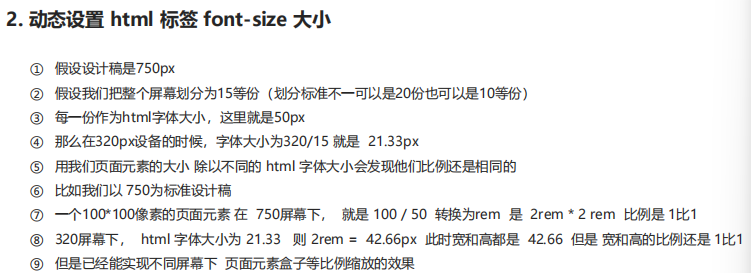 2. 动态设置 html 标签 font-size 大小
① 假设设计稿是750px
② 假设我们把整个屏幕划分为15等份（划分标准不一可以是20份也可以是10等份）
③ 每一份作为html字体大小，这里就是50px
④ 那么在320px设备的时候，字体大小为320/15 就是 21.33px
⑤ 用我们页面元素的大小 除以不同的 html 字体大小会发现他们比例还是相同的
⑥ 比如我们以 750为标准设计稿
⑦ 一个100*100像素的页面元素 在 750屏幕下， 就是 100 / 50 转换为rem 是 2rem * 2 rem 比例是 1比1
⑧ 320屏幕下， html 字体大小为 21.33 则 2rem = 42.66px 此时宽和高都是 42.66 但是 宽和高的比例还是 1比1
⑨ 但是已经能实现不同屏幕下 页面元素盒子等比例缩放的效果